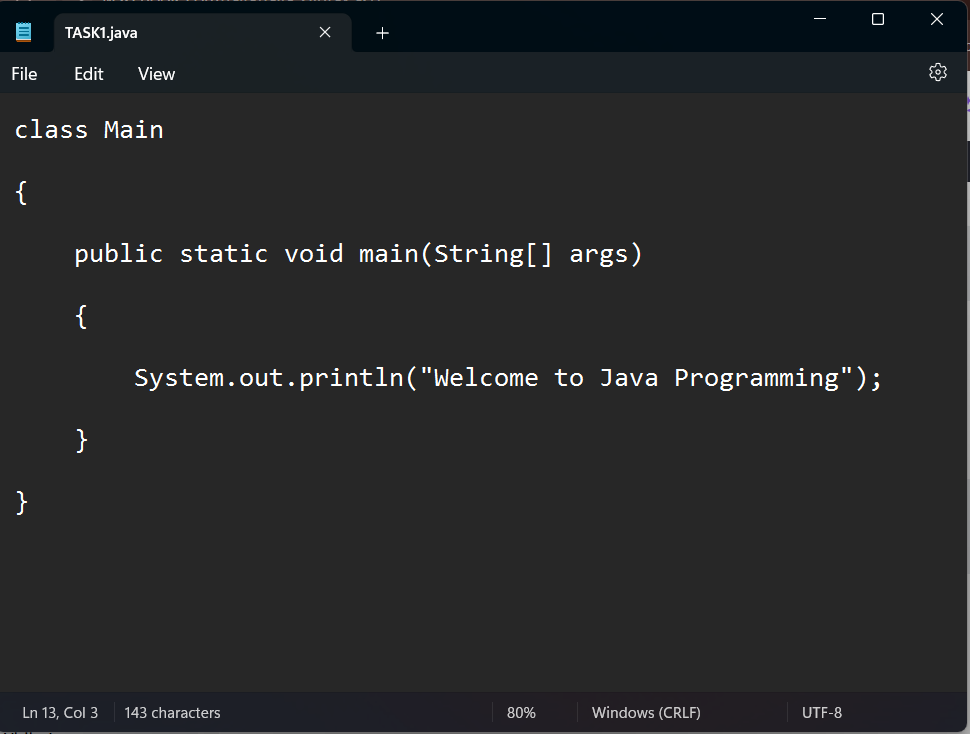 TASK1.java
File Edit View
class Main
{
public static void main(String[] args)
{
System.out.println("Welcome to Java Programming");
}
}
Ln 13, Col 3 143 characters 80% Windows (CRLF) UTF-8